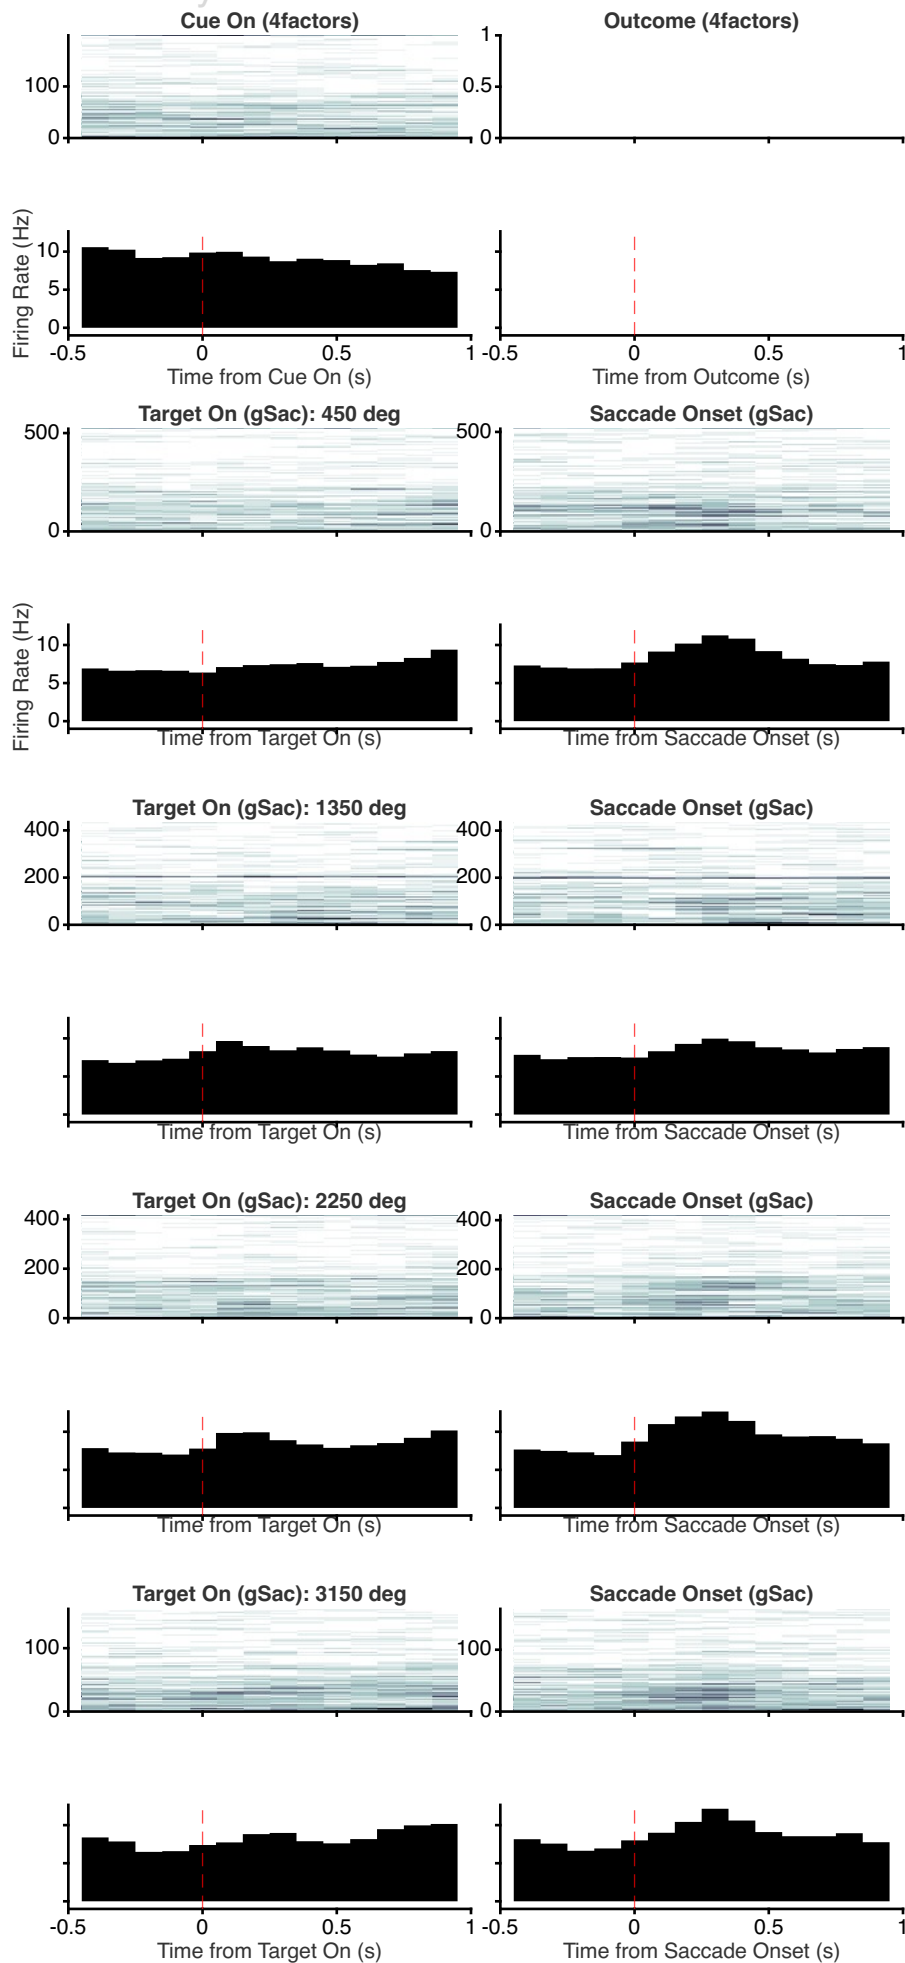 Cue On (4factors) Outcome (4factors)
100
0
1
0.5
0
Firing Rate (Hz)
10
5
0
-0.5 0 0.5 1
-0.5 0 0.5 1
Time from Cue On (s) Time from Outcome (s)
Target On (gSac): 450 deg Saccade Onset (gSac)
500
0
500
0
Firing Rate (Hz)
10
5
0
Time from Target On (s) Time from Saccade Onset (s)
Target On (gSac): 1350 deg Saccade Onset (gSac)
400
200
0
400
200
0
Time from Target On (s) Time from Saccade Onset (s)
Target On (gSac): 2250 deg Saccade Onset (gSac)
400
200
0
400
200
0
Time from Target On (s) Time from Saccade Onset (s)
Target On (gSac): 3150 deg Saccade Onset (gSac)
100
0
100
0
-0.5 0 0.5 1
-0.5 0 0.5 1
Time from Target On (s) Time from Saccade Onset (s)